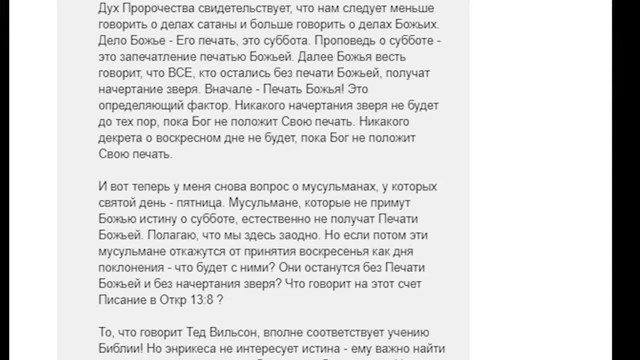 Дух Пророчества свидетельствует, что нам следует меньше
говорить о делах сатаны и больше говорить о делах Божьих.
Дело Божье - Его печать, это суббота. Проповедь о субботе -
это запечатление печатью Божьей. Далее Божья весть
говорит, что ВСЕ, кто остались без печати Божьей, получат
начертание зверя. Вначале - Печать Божья! Это
определяющий фактор. Никакого начертания зверя не будет
до тех пор, пока Бог не положит Свою печать. Никакого
декрета о воскресном дне не будет, пока Бог не положит
Свою печать.
И вот теперь у меня снова вопрос о мусульманах, у которых
святой день - пятница. Мусульмане, которые не примут
Божью истину о субботе, естественно не получат Печати
Божьей. Полагаю, что мы здесь заодно. Но если потом эти
мусульмане откажутся от принятия воскресенья как дня
поклонения - что будет с ними? Они останутся без Печати
Божьей и без начертания зверя? Что говорит на этот счет
Писание в Откр 13:8 ?
То, что говорит Тед Вильсон, вполне соответствует учению
Библии! Но энрикеса не интересует истина - ему важно найти